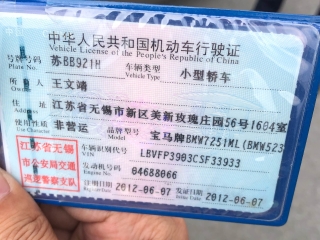 中华人民共和国机动车行驶证
Vehicle License of the People's Republic of China
号牌号码 苏BB921H 车辆类型 小型轿车
Plate No. Vehicle Type
所有人 王文靖
住址 江苏省无锡市新区美新玫瑰庄园56号1604室
使用性质 非营运 品牌型号 宝马牌BMW7251ML(BMW523
Use Character Model
江苏省无锡 车辆识别代号 LBVFP3903CSF33933
VIN
市公安局交通 发动机号码 04688066
Engine No.
巡逻警察支队 注册日期 2012-06-07 发证日期 2012-06-07